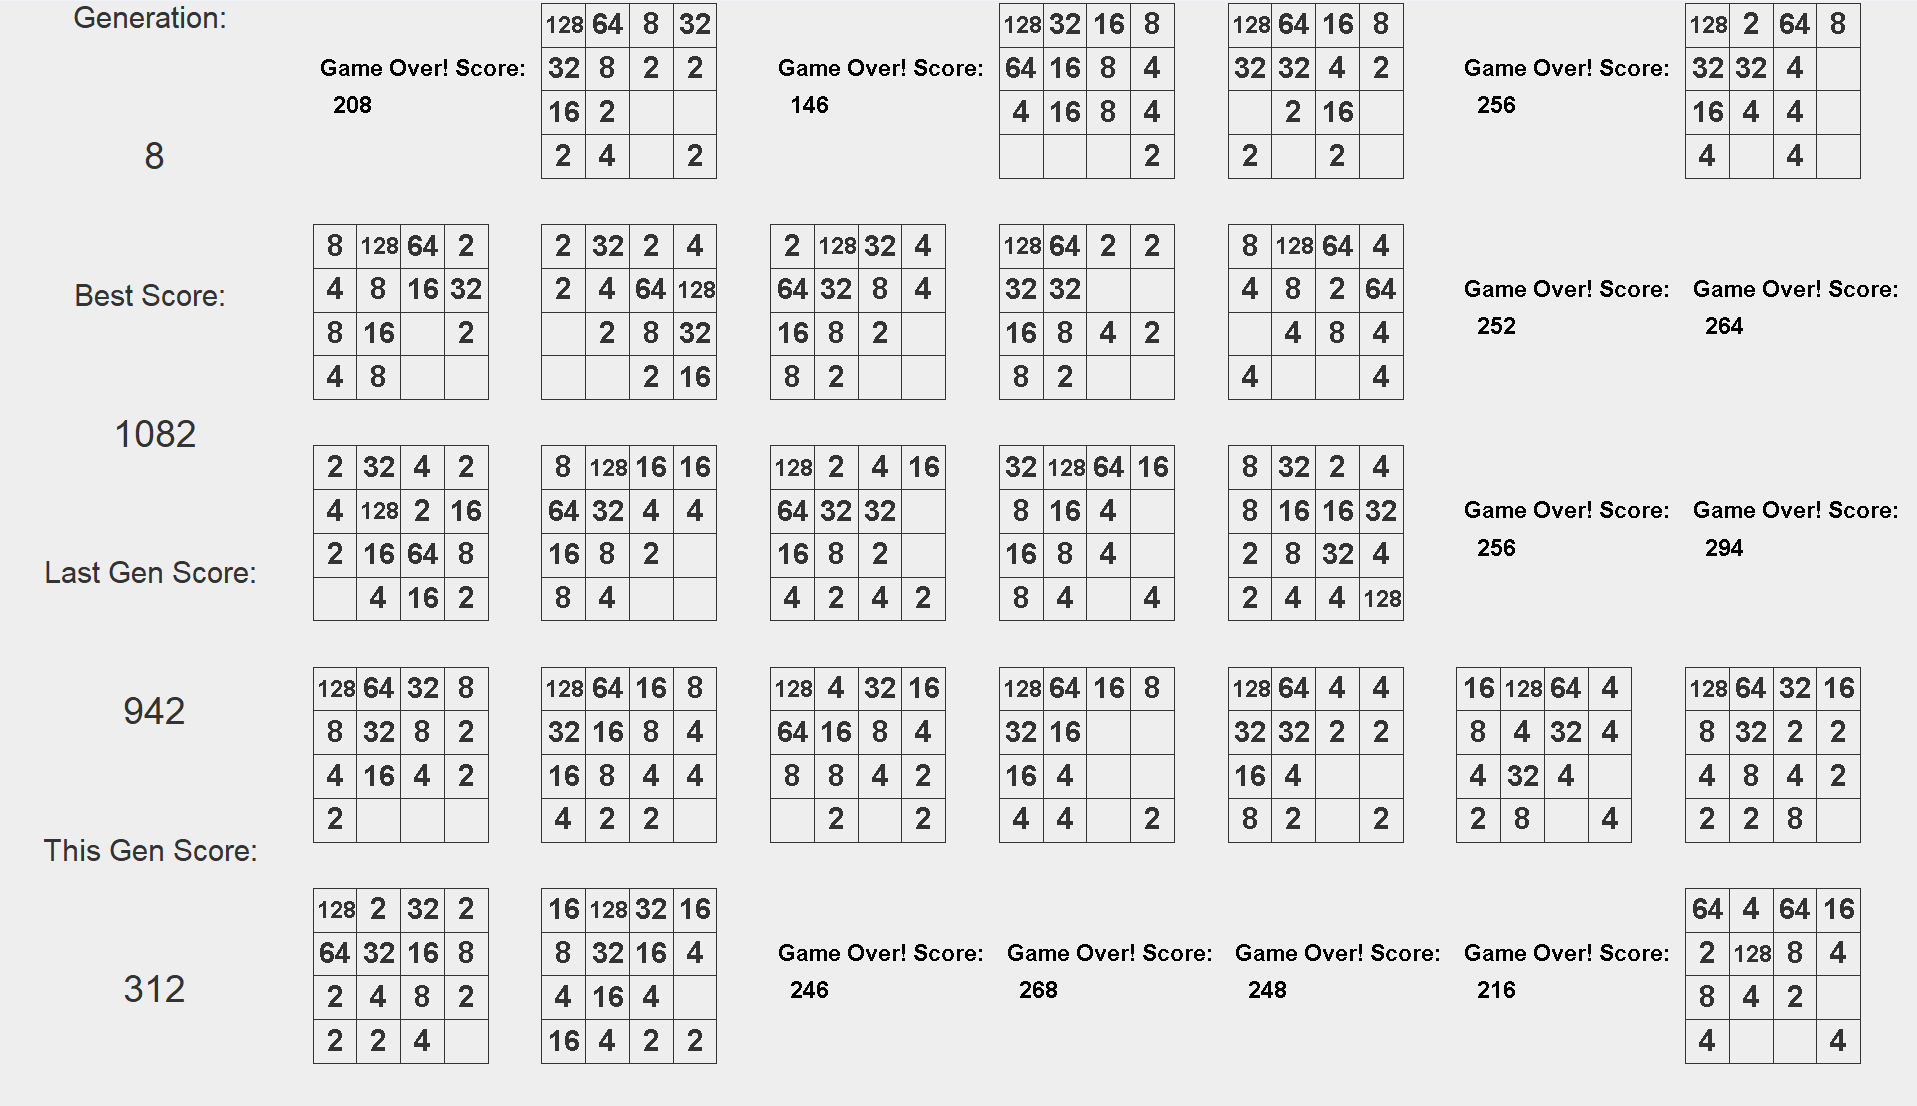 Generation:
8
Best Score:
1082
Last Gen Score:
942
This Gen Score:
312
Game Over! Score:
208
128 64 8 32
32 8 2 2
16 2
2 4 2
Game Over! Score:
146
128 32 16 8
64 16 8 4
4 16 8 4
2
128 64 16 8
32 32 4 2
2 16
2 2
Game Over! Score:
256
128 2 64 8
32 32 4
16 4 4
4 4
8 128 64 2
4 8 16 32
8 16 2
4 8
2 32 2 4
2 4 64 128
2 8 32
2 16
2 128 32 4
64 32 8 4
16 8 2
8 2
128 64 2 2
32 32
16 8 4 2
8 2
8 128 64 4
4 8 2 64
4 8 4
4 4
Game Over! Score:
252
Game Over! Score:
264
2 32 4 2
4 128 2 16
2 16 64 8
4 16 2
8 128 16 16
64 32 4 4
16 8 2
8 4
128 2 4 16
64 32 32
16 8 2
4 2 4 2
32 128 64 16
8 16 4
16 8 4
8 4 4
8 32 2 4
8 16 16 32
2 8 32 4
2 4 4 128
Game Over! Score:
256
Game Over! Score:
294
128 64 32 8
8 32 8 2
4 16 4 2
2
128 64 16 8
32 16 8 4
16 8 4 4
4 2 2
128 4 32 16
64 16 8 4
8 8 4 2
2 2
128 64 16 8
32 16
16 4
4 4 2
128 64 4 4
32 32 2 2
16 4
8 2 2
16 128 64 4
8 4 32 4
4 32 4
2 8 4
128 64 32 16
8 32 2 2
4 8 4 2
2 2 8
128 2 32 2
64 32 16 8
2 4 8 2
2 2 4
16 128 32 16
8 32 16 4
4 16 4
16 4 2 2
Game Over! Score:
246
Game Over! Score:
268
Game Over! Score:
248
Game Over! Score:
216
64 4 64 16
2 128 8 4
8 4 2
4 4